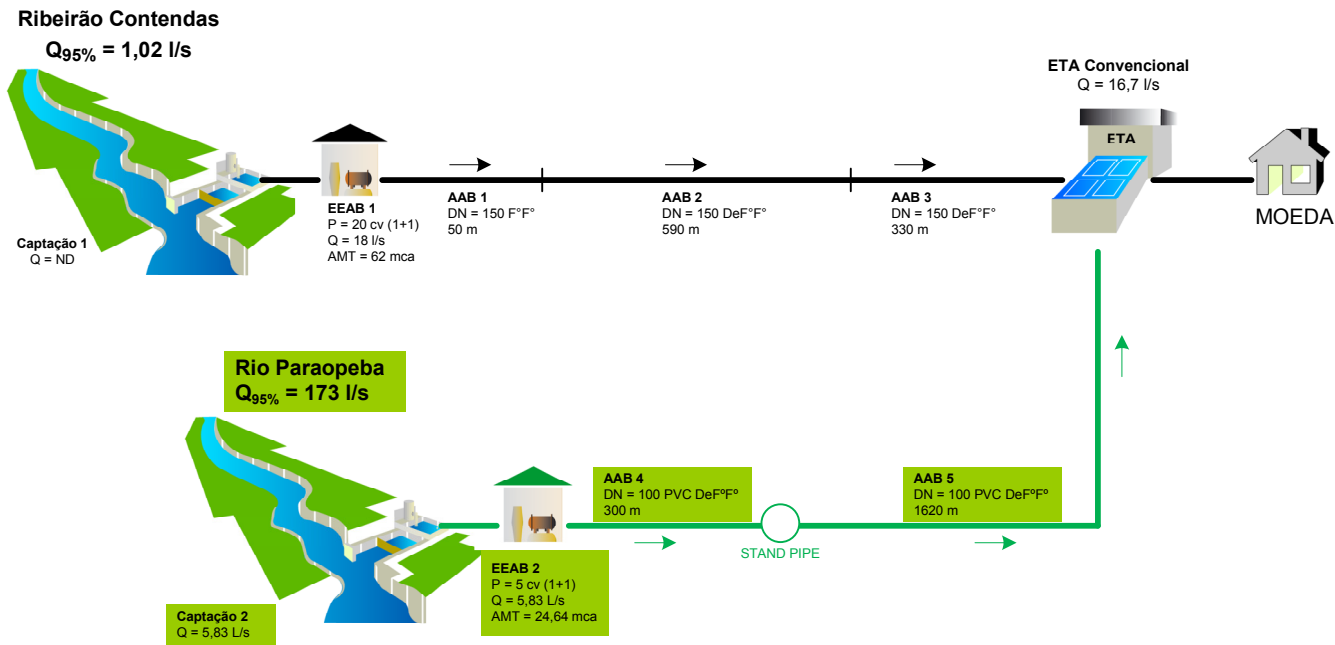 Ribeirão Contendas
Q95% = 1,02 l/s
Captação 1
Q = ND
EEAB 1
P = 20 cv (1+1)
Q = 18 l/s
AMT = 62 mca
AAB 1
DN = 150 F°F°
50 m
AAB 2
DN = 150 DeF°F°
590 m
AAB 3
DN = 150 DeF°F°
330 m
ETA Convencional
Q = 16,7 l/s
ETA
MOEDA
Rio Paraopeba
Q95% = 173 l/s
Captação 2
Q = 5,83 L/s
EEAB 2
P = 5 cv (1+1)
Q = 5,83 L/s
AMT = 24,64 mca
AAB 4
DN = 100 PVC DeFºFº
300 m
STAND PIPE
AAB 5
DN = 100 PVC DeFºFº
1620 m